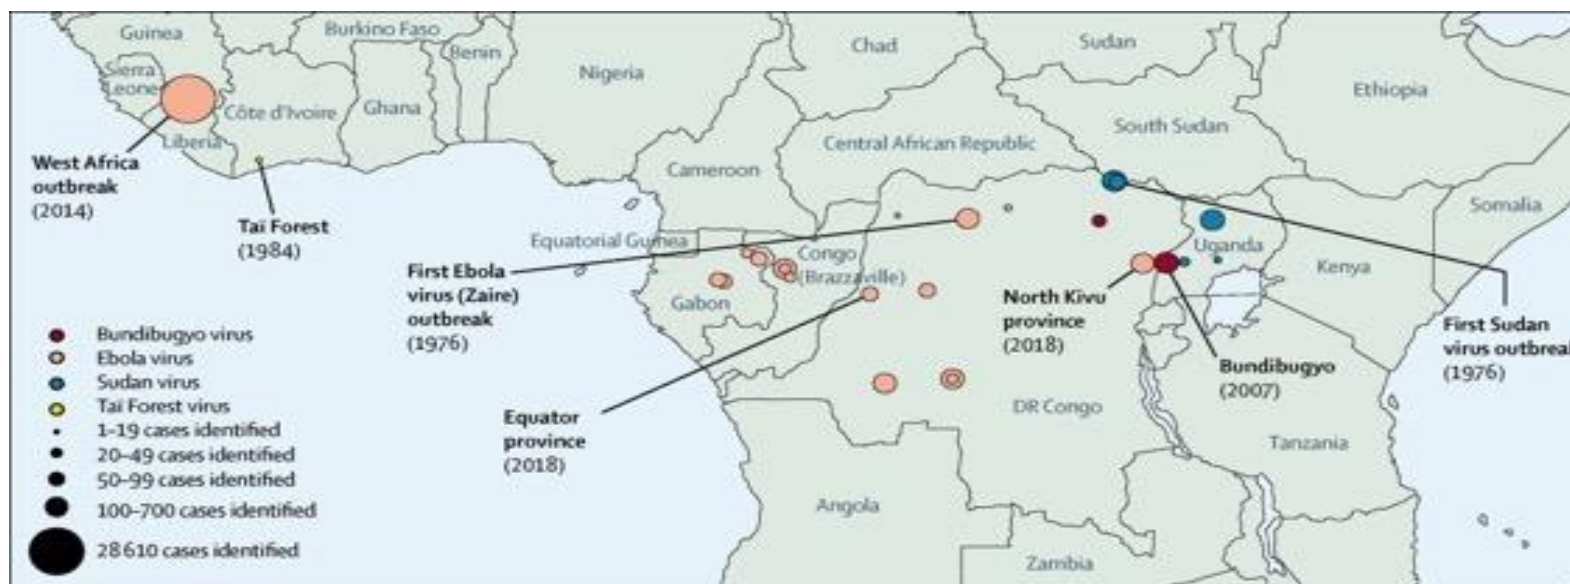 Guinea
Burkino Faso
Benin
Chad
Sudan
Nigeria
Sierra
Leone
Côte d'Ivoire
Ghana
Ethiopia
Liberia
Central African Republic
South Sudan
West Africa
outbreak
(2014)
Cameroon
Somalia
Taï Forest
(1984)
Equatorial Guinea
Congo
(Brazzaville)
Uganda
Kenya
Gabon
First Ebola
virus (Zaire)
outbreak
(1976)
North Kivu
province
(2018)
First Sudan
virus outbreak
(1976)
Bundibugyo
(2007)
Equator
province
(2018)
DR Congo
Tanzania
Angola
Zambia
Bundibugyo virus
Ebola virus
Sudan virus
Taï Forest virus
1–19 cases identified
20–49 cases identified
50–99 cases identified
100–700 cases identified
28 610 cases identified